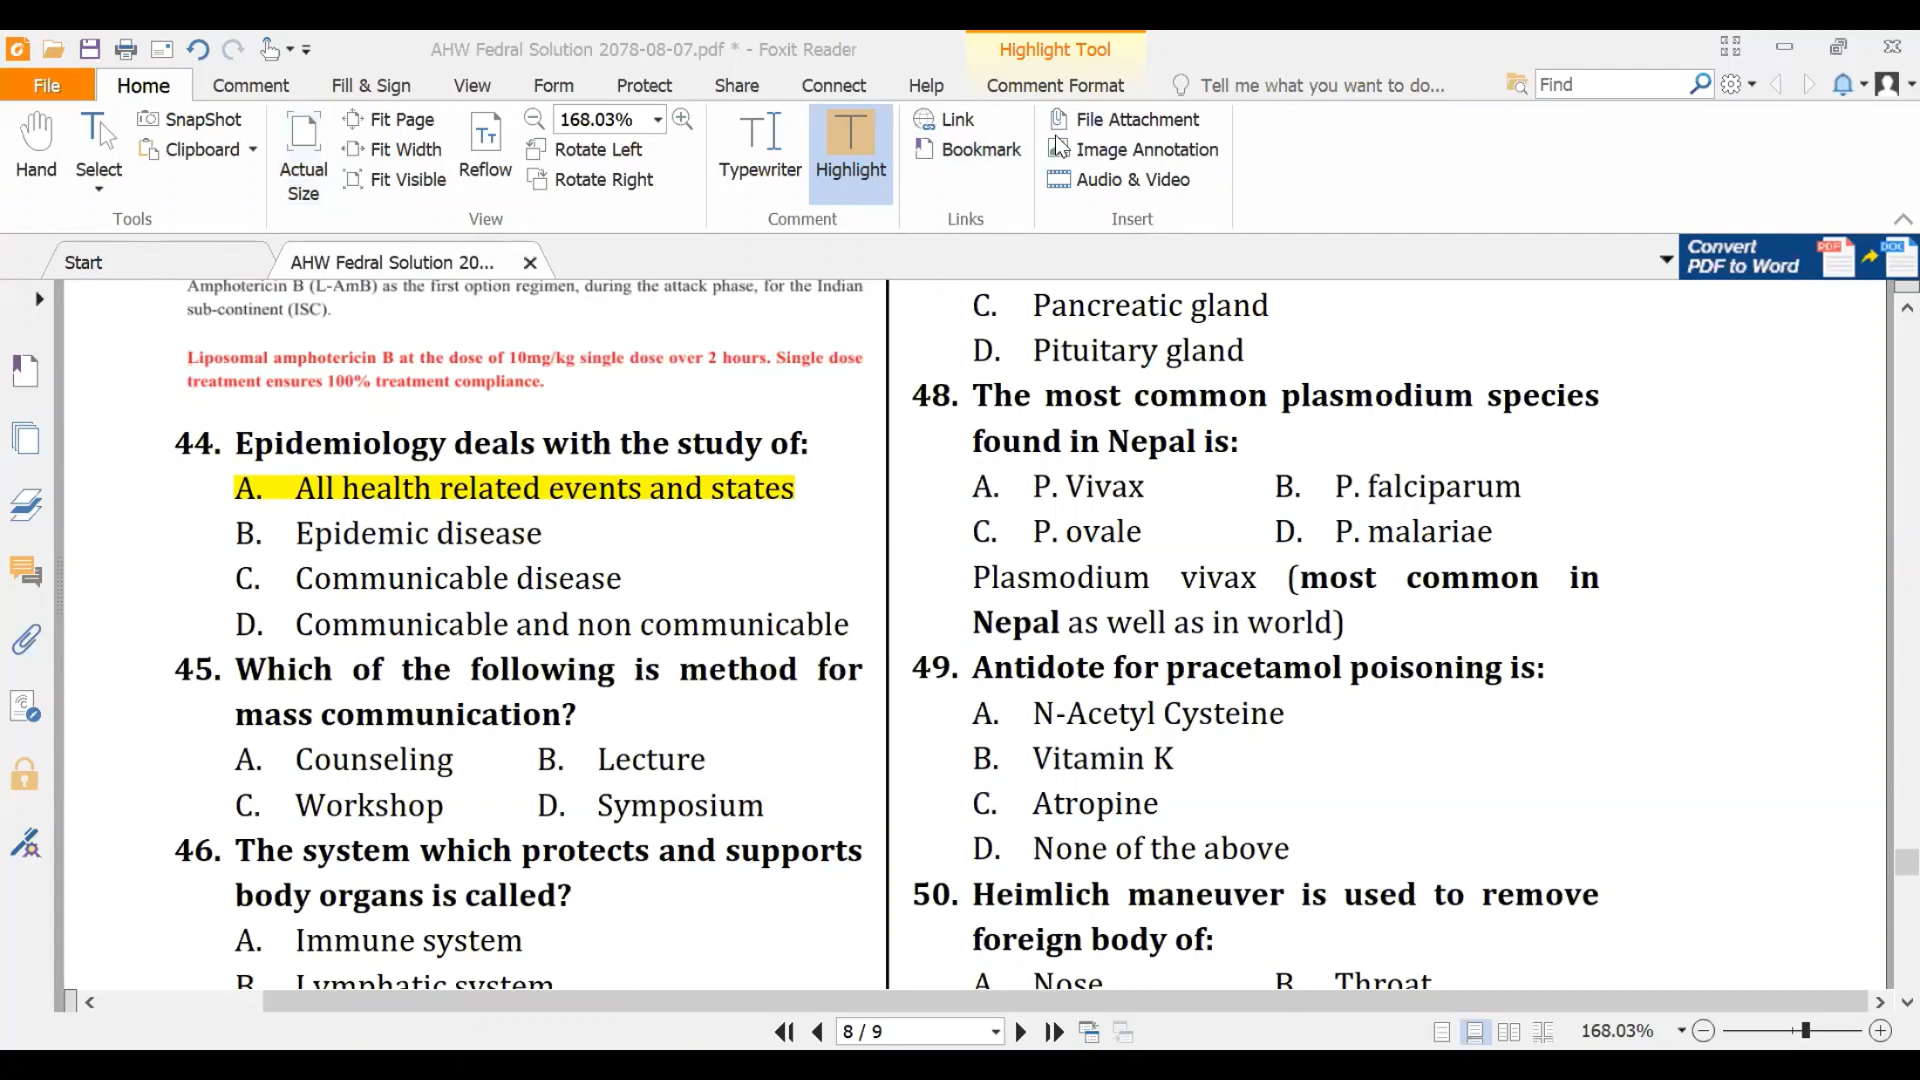 AHW Fedral Solution 2078-08-07.pdf * - Foxit Reader
Highlight Tool
File
Home
Comment
Fill & Sign
View
Form
Protect
Share
Connect
Help
Comment Format
Tell me what you want to do...
Find
Hand
Select
SnapShot
Clipboard
Tools
Actual
Size
Fit Page
Fit Width
Fit Visible
Reflow
168.03%
Rotate Left
Rotate Right
View
Typewriter
Highlight
Comment
Link
Bookmark
Links
File Attachment
Image Annotation
Audio & Video
Insert
Start
AHW Fedral Solution 20...
Convert
PDF to Word
PDF
DOC
Amphotericin B (L-AmB) as the first option regimen, during the attack phase, for the Indian
sub-continent (ISC).
Liposomal amphotericin B at the dose of 10mg/kg single dose over 2 hours. Single dose
treatment ensures 100% treatment compliance.
44. Epidemiology deals with the study of:
A. All health related events and states
B. Epidemic disease
C. Communicable disease
D. Communicable and non communicable
45. Which of the following is method for
mass communication?
A. Counseling B. Lecture
C. Workshop D. Symposium
46. The system which protects and supports
body organs is called?
A. Immune system
B. Lymphatic system
C. Pancreatic gland
D. Pituitary gland
48. The most common plasmodium species
found in Nepal is:
A. P. Vivax B. P. falciparum
C. P. ovale D. P. malariae
Plasmodium vivax (most common in
Nepal as well as in world)
49. Antidote for pracetamol poisoning is:
A. N-Acetyl Cysteine
B. Vitamin K
C. Atropine
D. None of the above
50. Heimlich maneuver is used to remove
foreign body of:
A. Nose B. Throat
8 / 9
168.03%